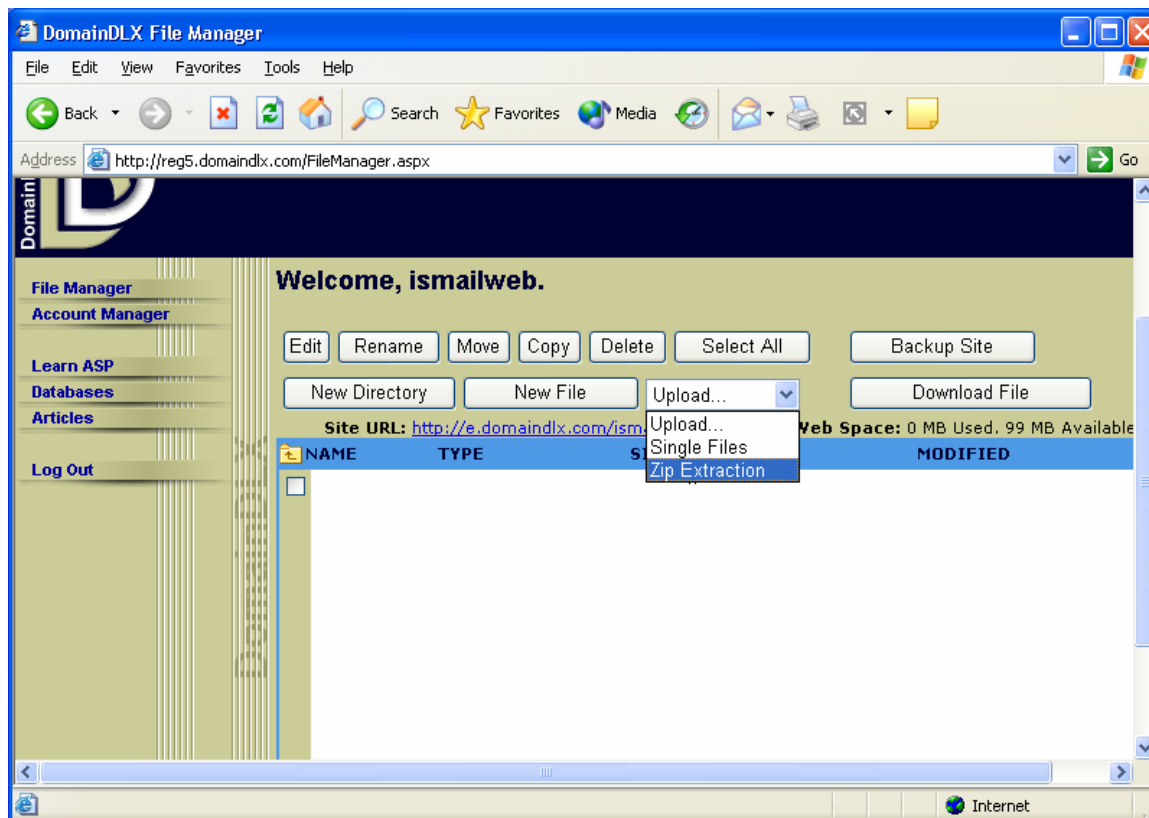 DomainDLX File Manager
File Edit View Favorites Tools Help
Back Search Favorites Media
Address http://reg5.domaindlx.com/FileManager.aspx Go
File Manager
Account Manager
Learn ASP
Databases
Articles
Log Out
Welcome, ismailweb.
Edit Rename Move Copy Delete Select All Backup Site
New Directory New File Upload... Download File
Site URL: http://e.domaindlx.com/ism Web Space: 0 MB Used. 99 MB Available
Upload...
Single Files
Zip Extraction
NAME TYPE MODIFIED
Internet